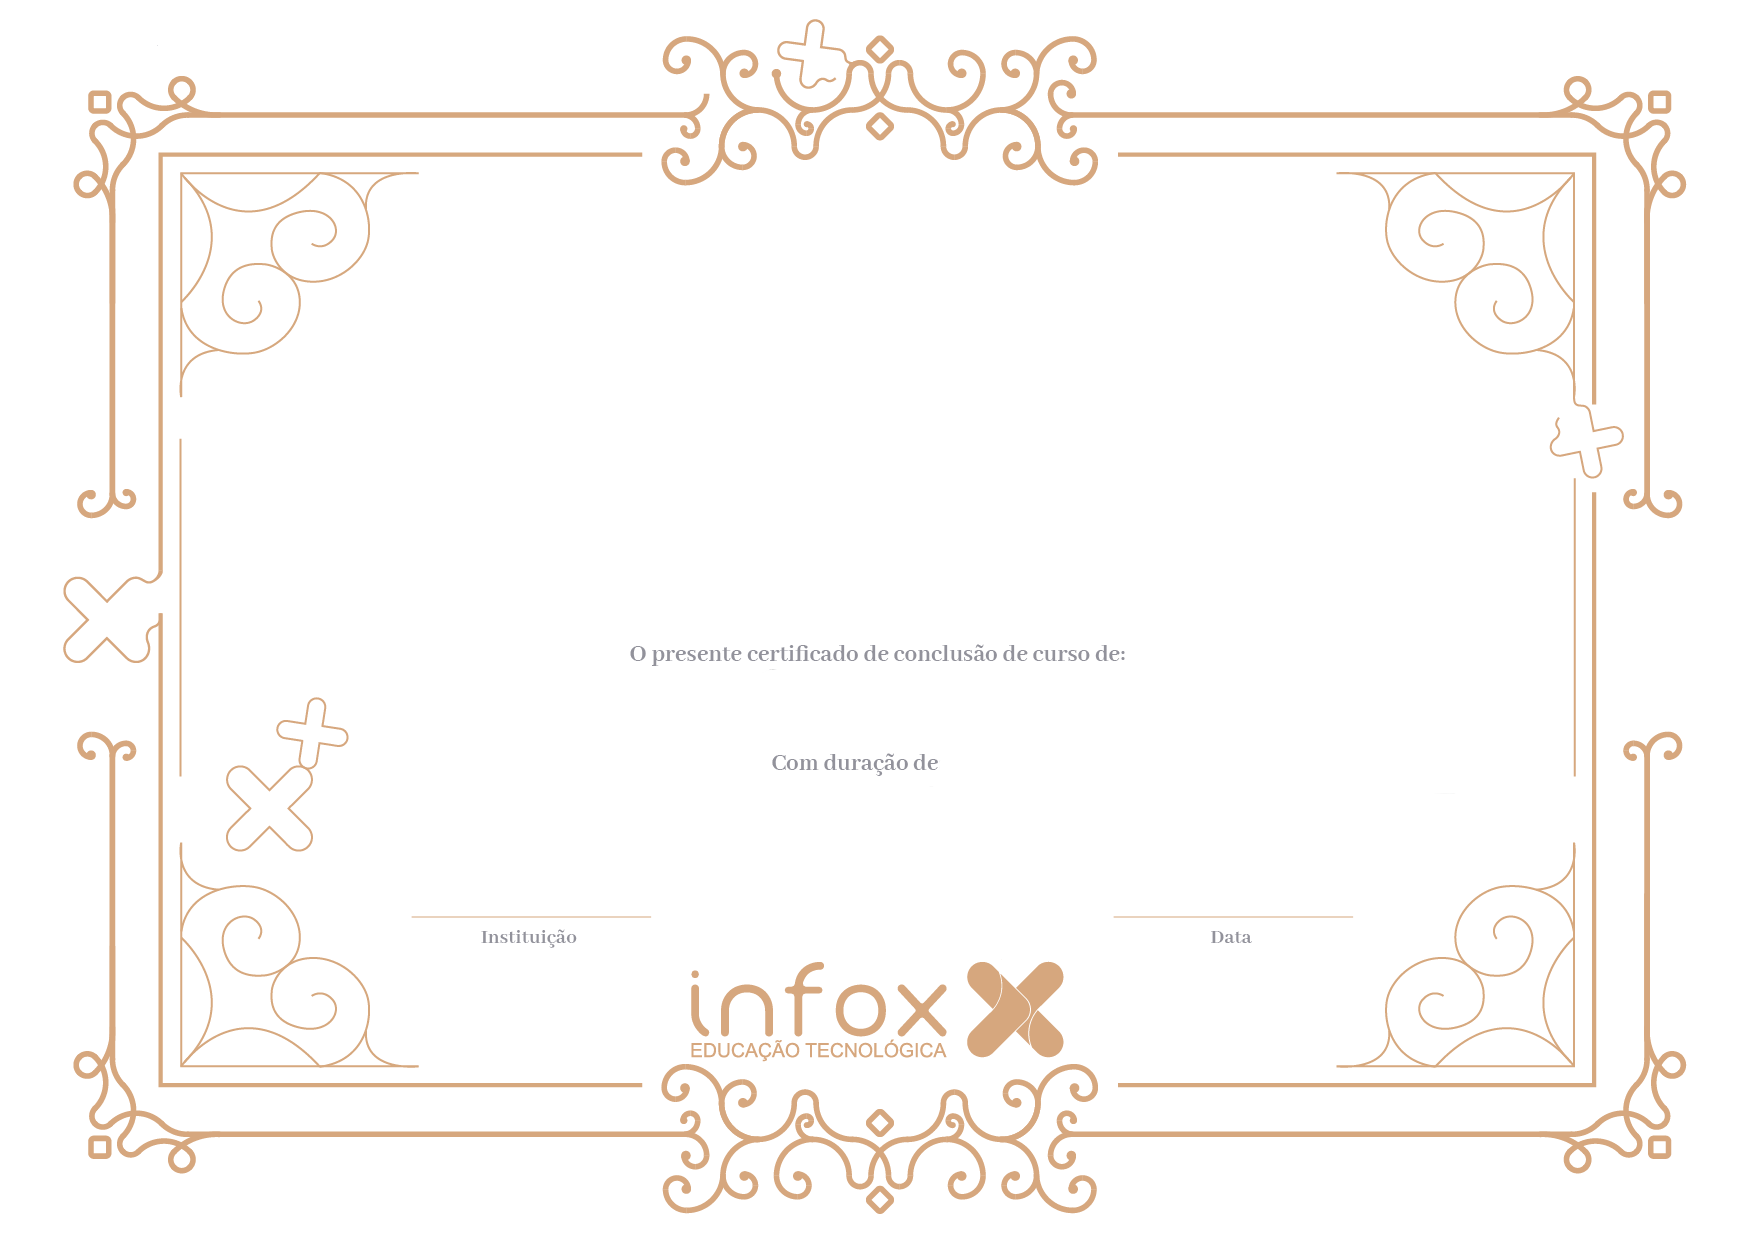 O presente certificado de conclusão de curso de:
Com duração de
Instituição
Data
infox
EDUCAÇÃO TECNOLÓGICA